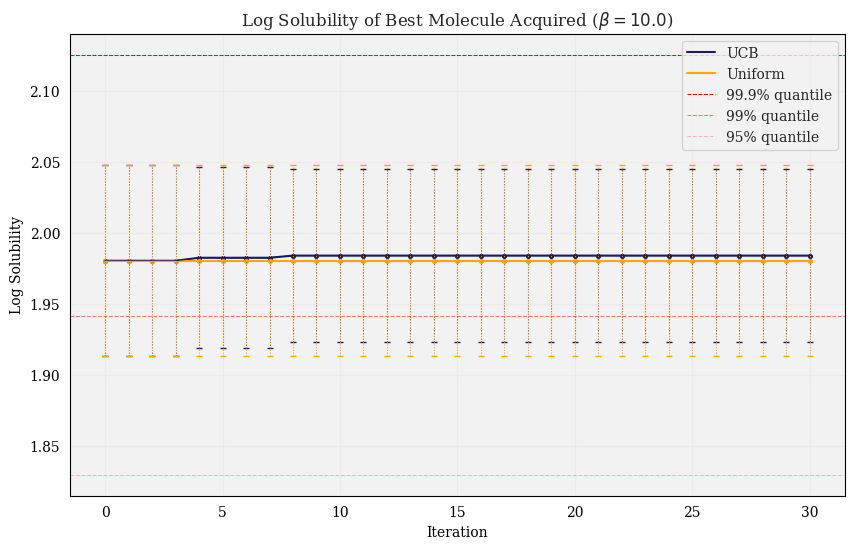 Log Solubility of Best Molecule Acquired (β = 10.0)
UCB
Uniform
99.9% quantile
99% quantile
95% quantile
Log Solubility
2.10
2.05
2.00
1.95
1.90
1.85
0 5 10 15 20 25 30
Iteration